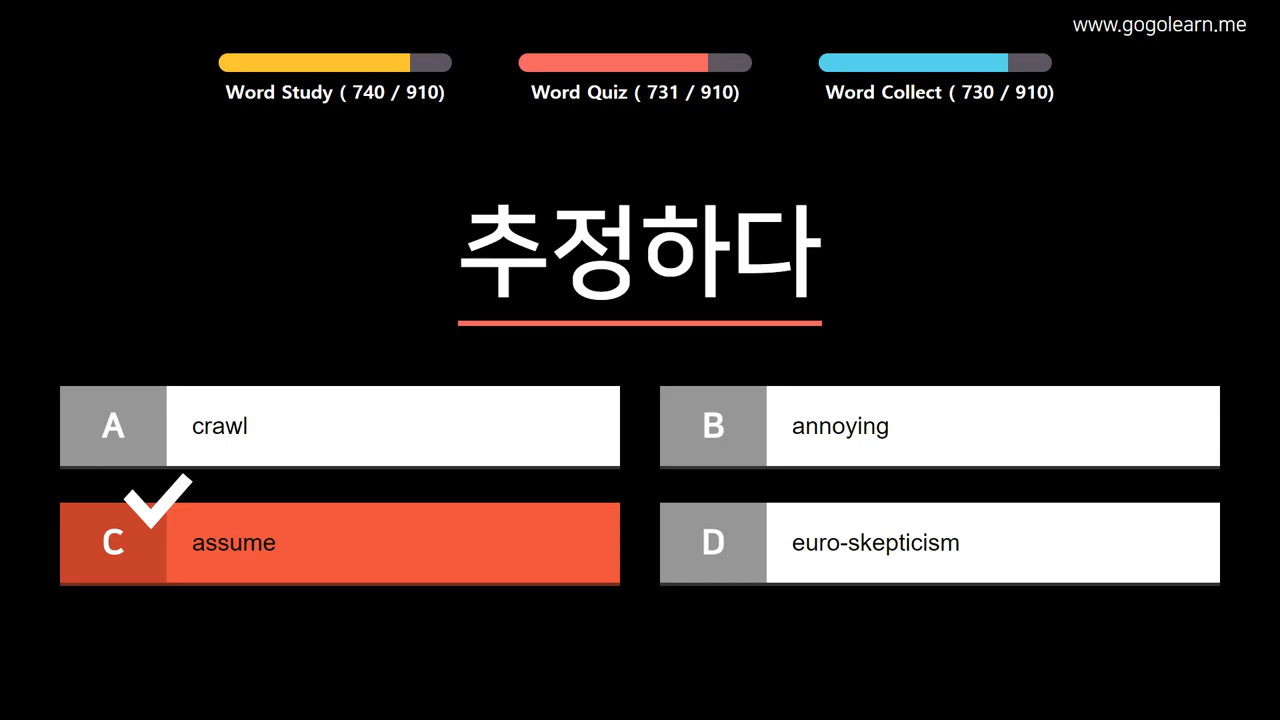 www.gogolearn.me
Word Study ( 740 / 910)
Word Quiz ( 731 / 910)
Word Collect ( 730 / 910)
추정하다
A crawl
B annoying
C assume
D euro-skepticism